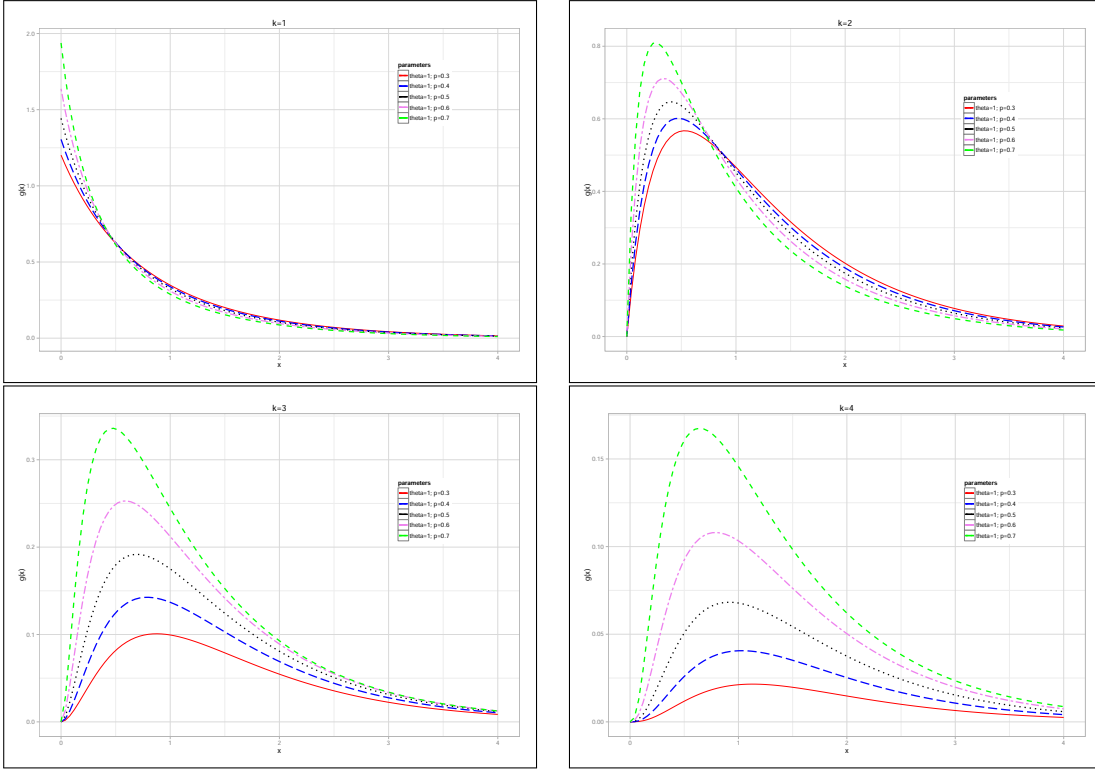 k=1
2.0
1.5
1.0
0.5
0.0
g(x)
0 1 2 3 4
x
parameters
theta=1; p=0.3
theta=1; p=0.4
theta=1; p=0.5
theta=1; p=0.6
theta=1; p=0.7
k=2
0.8
0.6
0.4
0.2
0.0
g(x)
0 1 2 3 4
x
parameters
theta=1; p=0.3
theta=1; p=0.4
theta=1; p=0.5
theta=1; p=0.6
theta=1; p=0.7
k=3
0.3
0.2
0.1
0.0
g(x)
0 1 2 3 4
x
parameters
theta=1; p=0.3
theta=1; p=0.4
theta=1; p=0.5
theta=1; p=0.6
theta=1; p=0.7
k=4
0.15
0.10
0.05
0.00
g(x)
0 1 2 3 4
x
parameters
theta=1; p=0.3
theta=1; p=0.4
theta=1; p=0.5
theta=1; p=0.6
theta=1; p=0.7